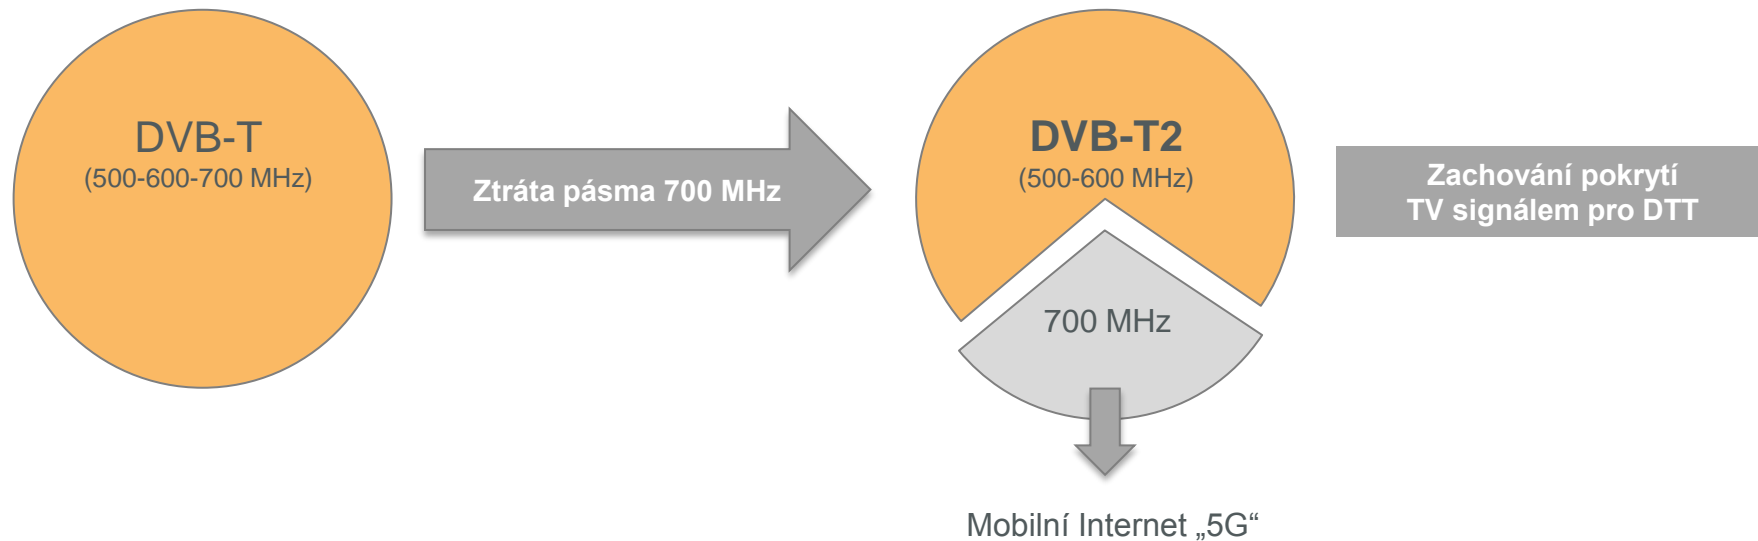 DVB-T
(500-600-700 MHz)
Ztráta pásma 700 MHz
DVB-T2
(500-600 MHz)
700 MHz
Mobilní Internet „5G“
Zachování pokrytí
TV signálem pro DTT